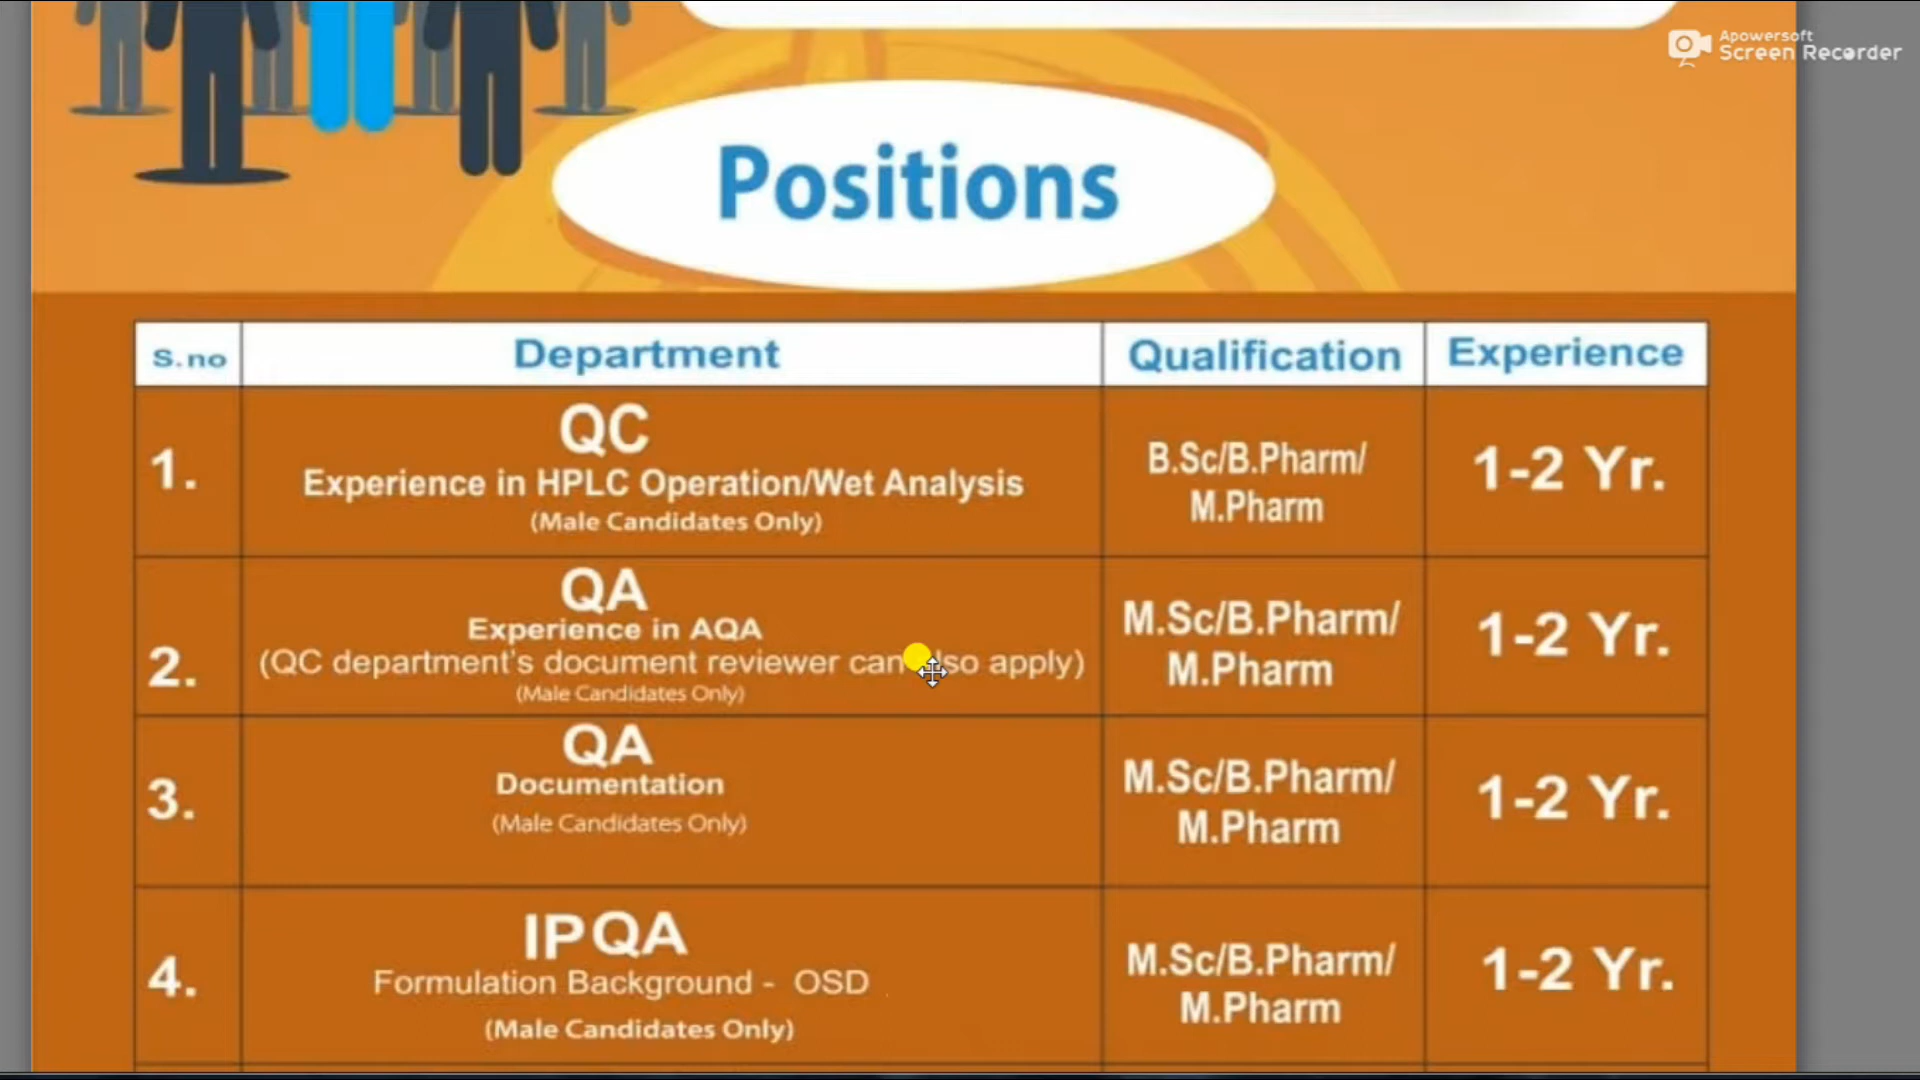 Apowersoft
Screen Recorder
Positions
S.no Department Qualification Experience
1. QC
Experience in HPLC Operation/Wet Analysis
(Male Candidates Only)
B.Sc/B.Pharm/
M.Pharm
1-2 Yr.
2. QA
Experience in AQA
(QC department's document reviewer can also apply)
(Male Candidates Only)
M.Sc/B.Pharm/
M.Pharm
1-2 Yr.
3. QA
Documentation
(Male Candidates Only)
M.Sc/B.Pharm/
M.Pharm
1-2 Yr.
4. IPQA
Formulation Background - OSD
(Male Candidates Only)
M.Sc/B.Pharm/
M.Pharm
1-2 Yr.